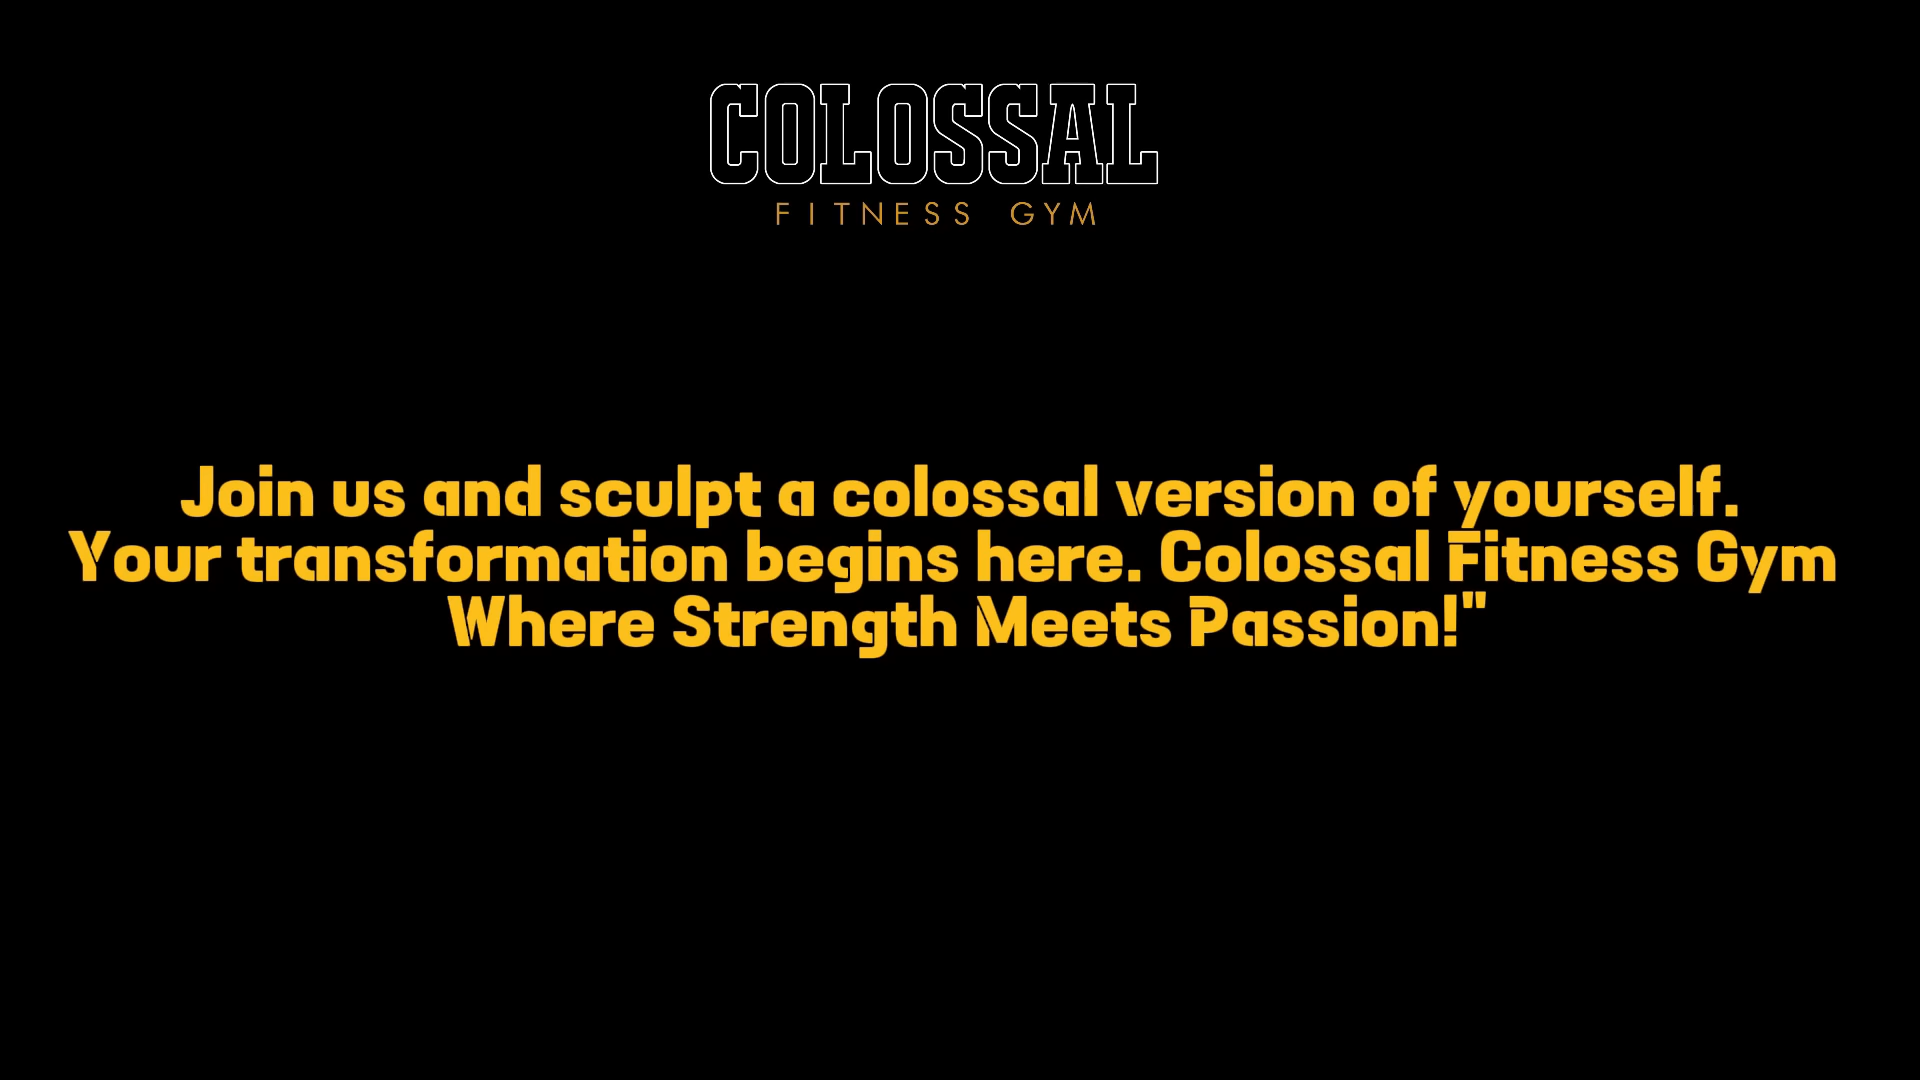 COLOSSAL
FITNESS GYM
Join us and sculpt a colossal version of yourself.
Your transformation begins here. Colossal Fitness Gym
Where Strength Meets Passion!"